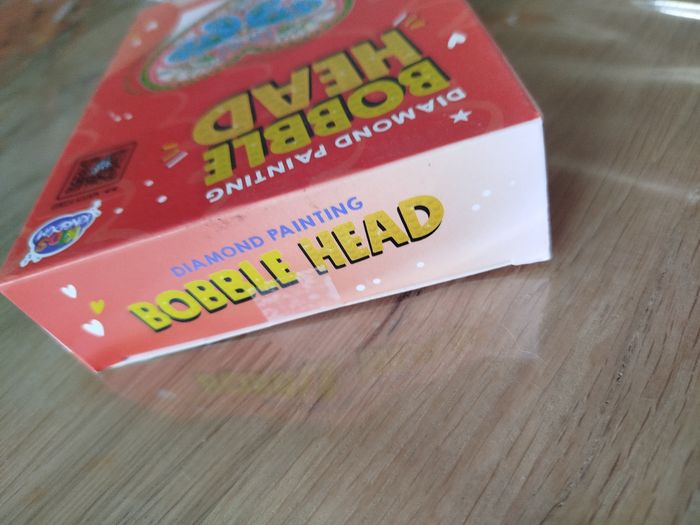 DIAMOND PAINTING
BOBBLE
HEAD
DIAMOND PAINTING
BOBBLE HEAD